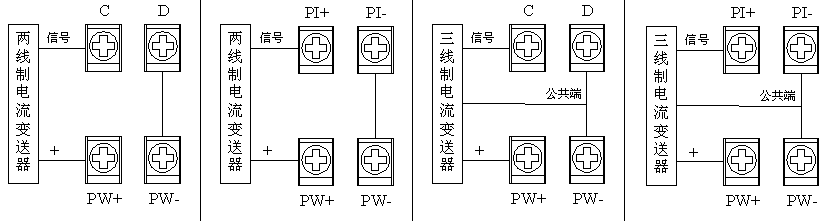 C D
两线制电流变送器
信号
+
PW+ PW-
PI+ PI-
两线制电流变送器
信号
+
PW+ PW-
C D
三线制电流变送器
信号
公共端
+
PW+ PW-
PI+ PI-
三线制电流变送器
信号
公共端
+
PW+ PW-